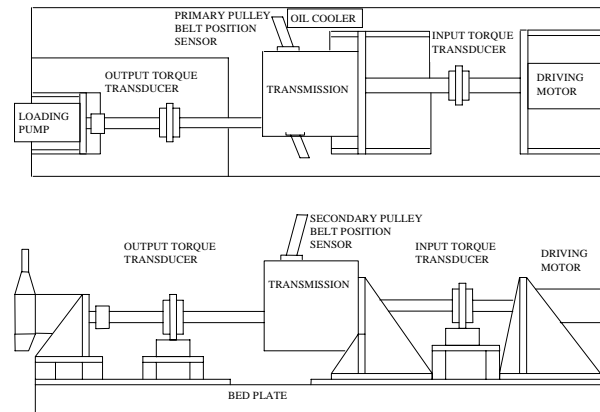 PRIMARY PULLEY
BELT POSITION
SENSOR
OIL COOLER
INPUT TORQUE
TRANSDUCER
OUTPUT TORQUE
TRANSDUCER
TRANSMISSION
DRIVING
MOTOR
LOADING
PUMP
SECONDARY PULLEY
BELT POSITION
SENSOR
OUTPUT TORQUE
TRANSDUCER
INPUT TORQUE
TRANSDUCER
DRIVING
MOTOR
TRANSMISSION
BED PLATE